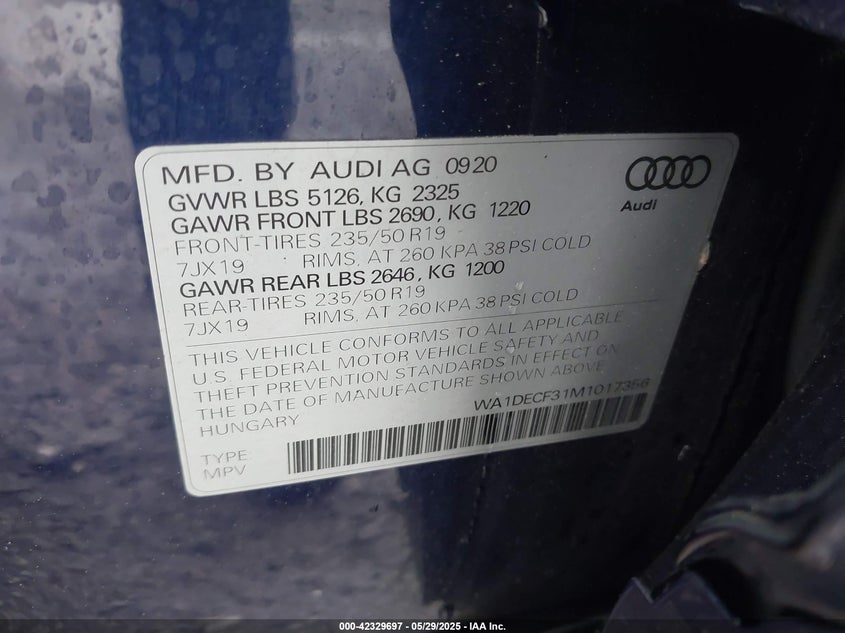 MFD. BY AUDI AG 0920
GVWR LBS 5126, KG 2325
GAWR FRONT LBS 2690, KG 1220
FRONT-TIRES 235/50 R19
7JX19 RIMS, AT 260 KPA 38 PSI COLD
GAWR REAR LBS 2646, KG 1200
REAR-TIRES 235/50 R19
7JX19 RIMS, AT 260 KPA 38 PSI COLD
Audi
THIS VEHICLE CONFORMS TO ALL APPLICABLE
U.S. FEDERAL MOTOR VEHICLE SAFETY AND
THEFT PREVENTION STANDARDS IN EFFECT ON
THE DATE OF MANUFACTURE SHOWN ABOVE
HUNGARY WA1DECF31M1017356
TYPE:
MPV
000-42329697 - 05/29/2025 - IAA Inc.